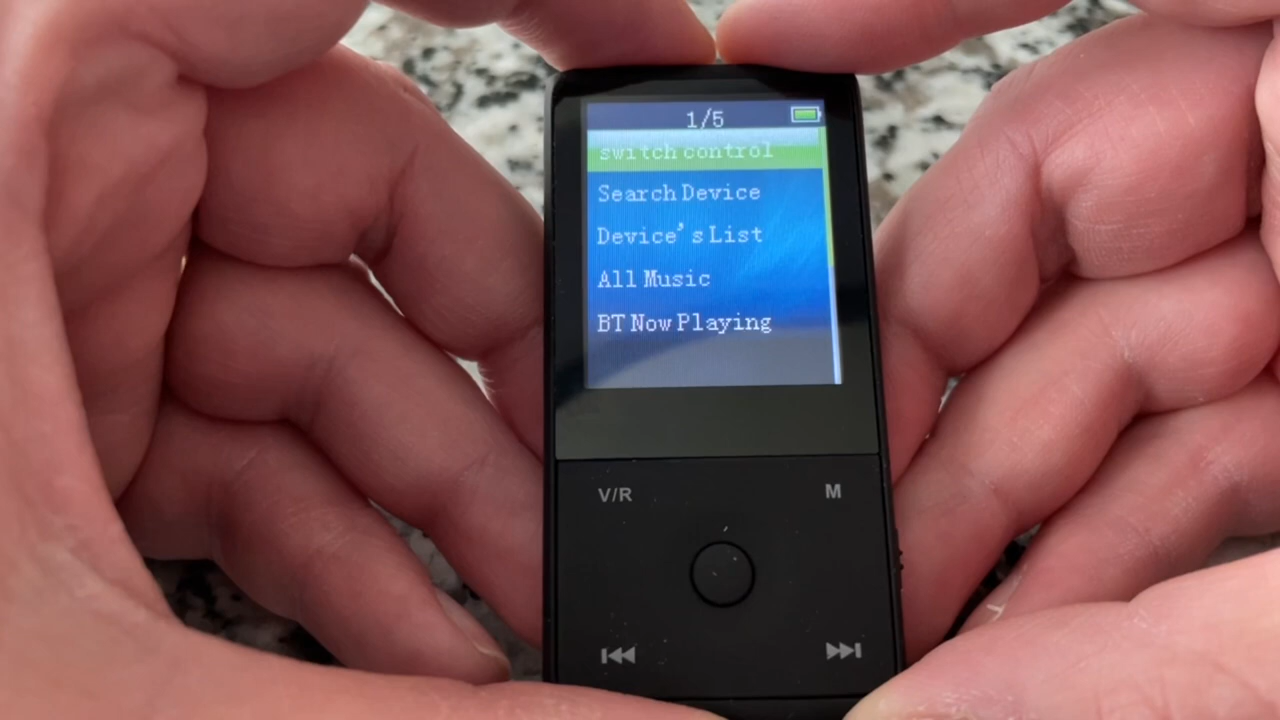 1/5
switch control
Search Device
Device's List
All Music
BT Now Playing
V/R M